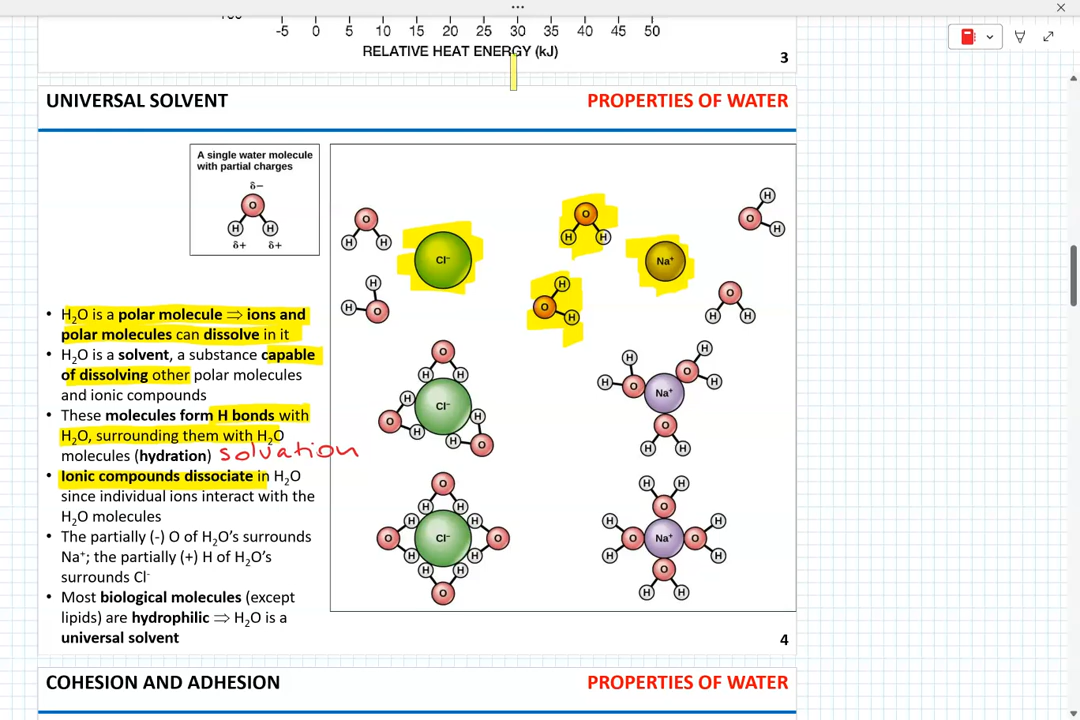 -5 0 5 10 15 20 25 30 35 40 45 50
RELATIVE HEAT ENERGY (kJ)
3
UNIVERSAL SOLVENT PROPERTIES OF WATER
A single water molecule
with partial charges
δ−
O
H H
δ+ δ+
• H₂O is a polar molecule ⇒ ions and
polar molecules can dissolve in it
• H₂O is a solvent, a substance capable
of dissolving other polar molecules
and ionic compounds
• These molecules form H bonds with
H₂O, surrounding them with H₂O
molecules (hydration) solvation
• Ionic compounds dissociate in H₂O
since individual ions interact with the
H₂O molecules
• The partially (-) O of H₂O's surrounds
Na⁺; the partially (+) H of H₂O's
surrounds Cl⁻
• Most biological molecules (except
lipids) are hydrophilic ⇒ H₂O is a
universal solvent
O H H
H H O
Cl⁻
O H H
H O H
Na⁺
H O H
O H H
O H H
H O H
Cl⁻
H H O
H O H
H O H
Na⁺
O H H
O H H
O H H
Cl⁻
H H O
H H O
H H O
H O H
Na⁺
H O H
O H H
4
COHESION AND ADHESION PROPERTIES OF WATER